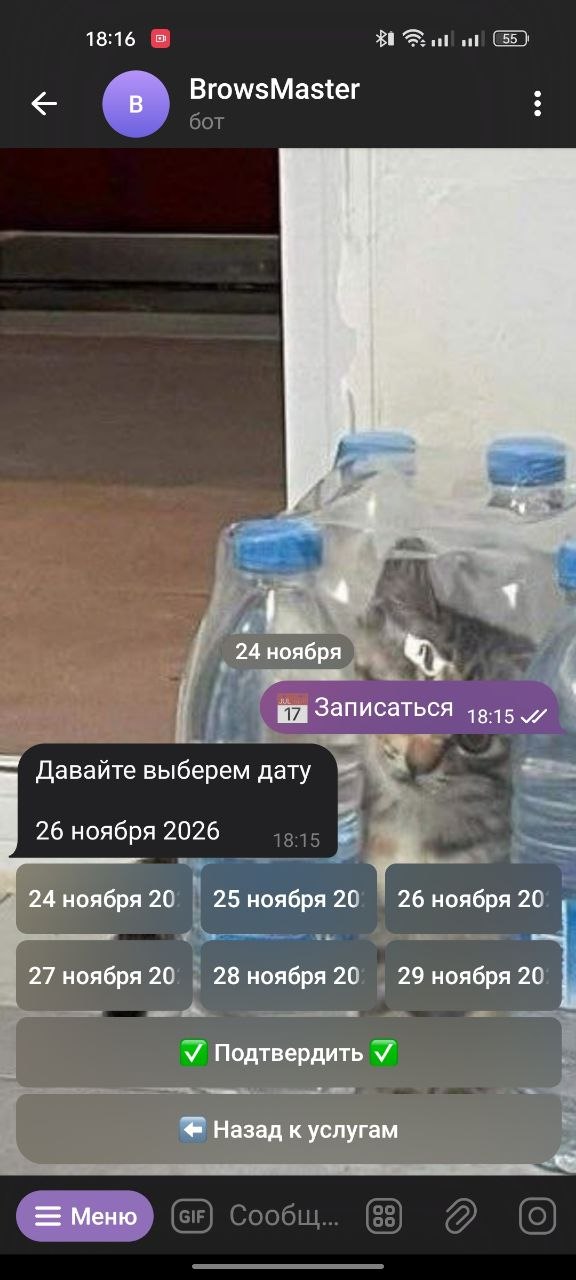 18:16
55
B
BrowsMaster
бот
24 ноября
JUL 17 Записаться 18:15
Давайте выберем дату
26 ноября 2026 18:15
24 ноября 20 25 ноября 20 26 ноября 20
27 ноября 20 28 ноября 20 29 ноября 20
✅ Подтвердить ✅
⬅️ Назад к услугам
Меню GIF Сообщ...